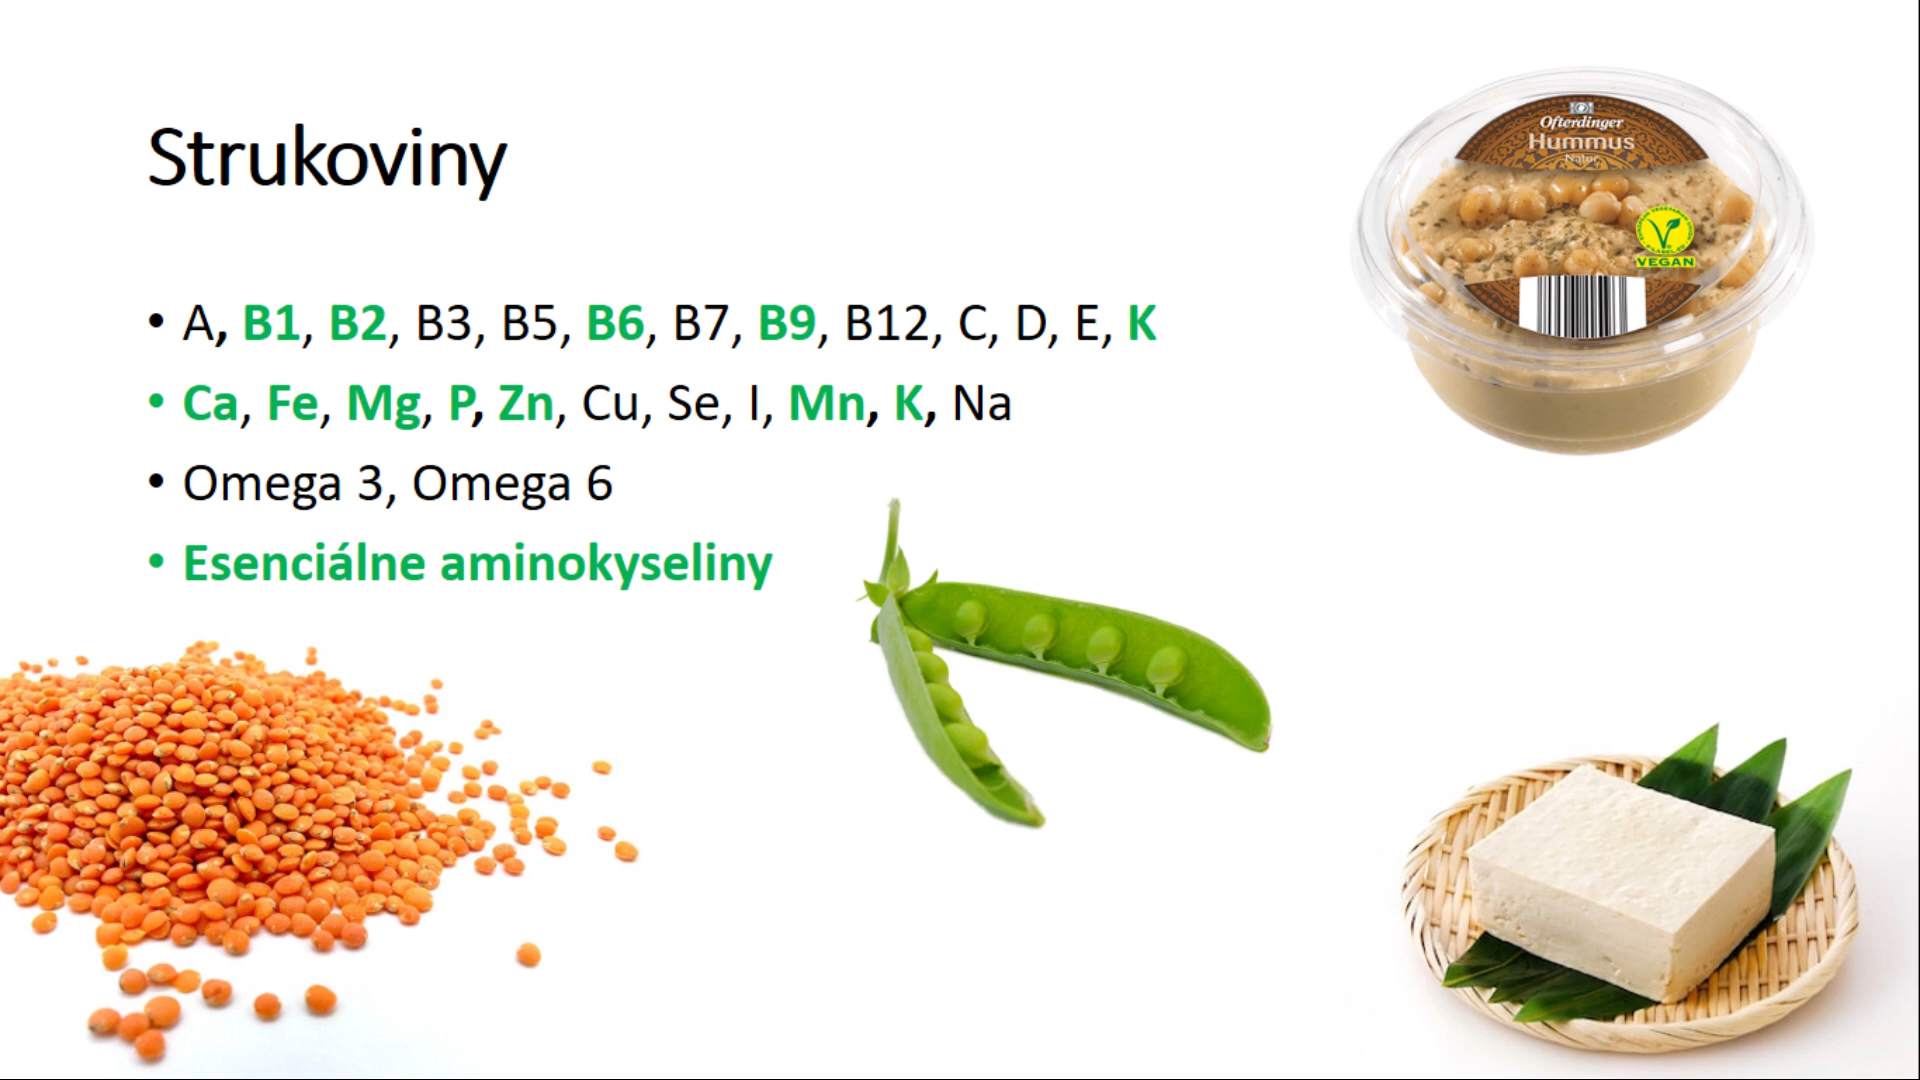 Strukoviny
• A, B1, B2, B3, B5, B6, B7, B9, B12, C, D, E, K
• Ca, Fe, Mg, P, Zn, Cu, Se, I, Mn, K, Na
• Omega 3, Omega 6
• Esenciálne aminokyseliny
Ofterdinger
Hummus
Natur
VEGAN